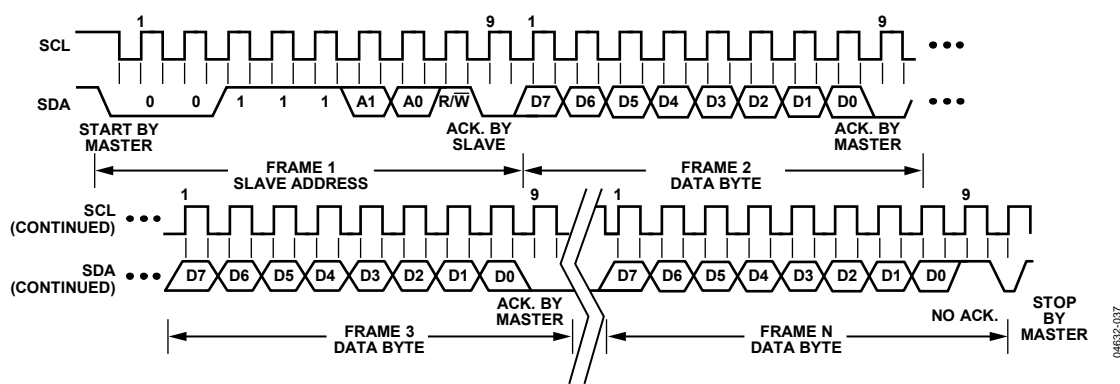 1 9 1 9
SCL
SDA 0 0 1 1 1 A1 A0 R/W̅ D7 D6 D5 D4 D3 D2 D1 D0
START BY
MASTER
ACK. BY
SLAVE
ACK. BY
MASTER
FRAME 1
SLAVE ADDRESS
FRAME 2
DATA BYTE
1 9 1 9
SCL
(CONTINUED)
SDA
(CONTINUED)
D7 D6 D5 D4 D3 D2 D1 D0 D7 D6 D5 D4 D3 D2 D1 D0
ACK. BY
MASTER
NO ACK.
STOP
BY
MASTER
FRAME 3
DATA BYTE
FRAME N
DATA BYTE
04632-037